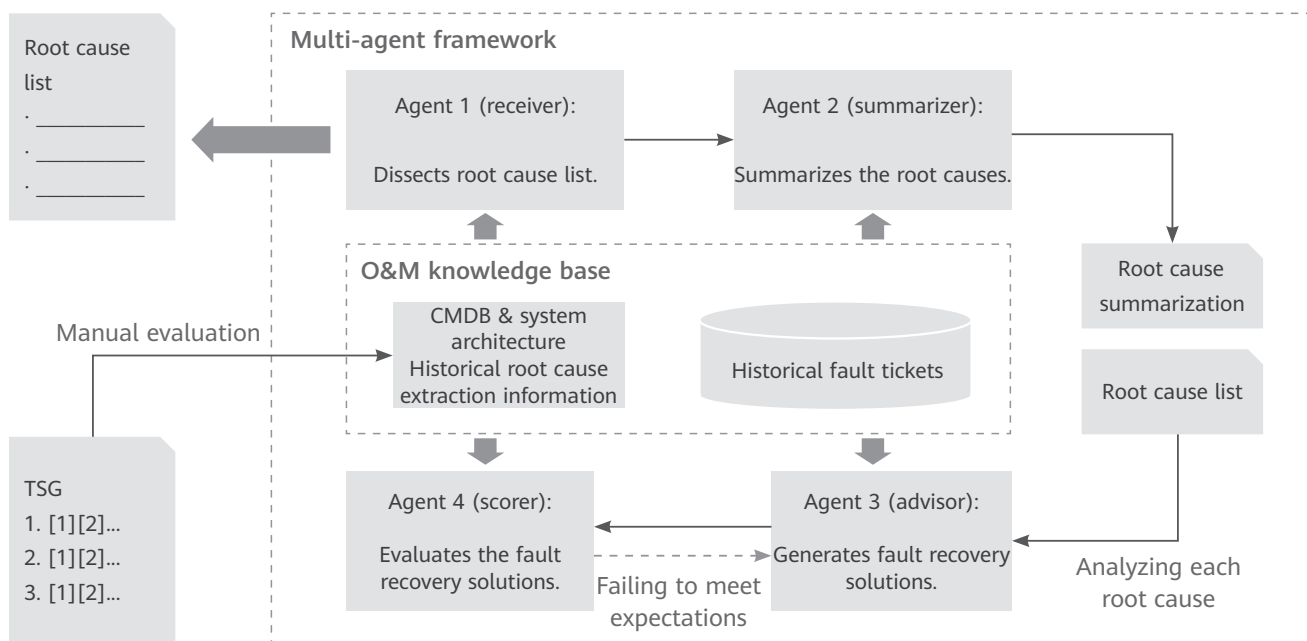 Root cause
list
· ____________
· ____________
· ____________
Multi-agent framework
Agent 1 (receiver):
Dissects root cause list.
Agent 2 (summarizer):
Summarizes the root causes.
Root cause
summarization
O&M knowledge base
CMDB & system
architecture
Historical root cause
extraction information
Historical fault tickets
Manual evaluation
Root cause list
TSG
1. [1][2]...
2. [1][2]...
3. [1][2]...
Agent 4 (scorer):
Evaluates the fault
recovery solutions.
Failing to meet
expectations
Agent 3 (advisor):
Generates fault recovery
solutions.
Analyzing each
root cause